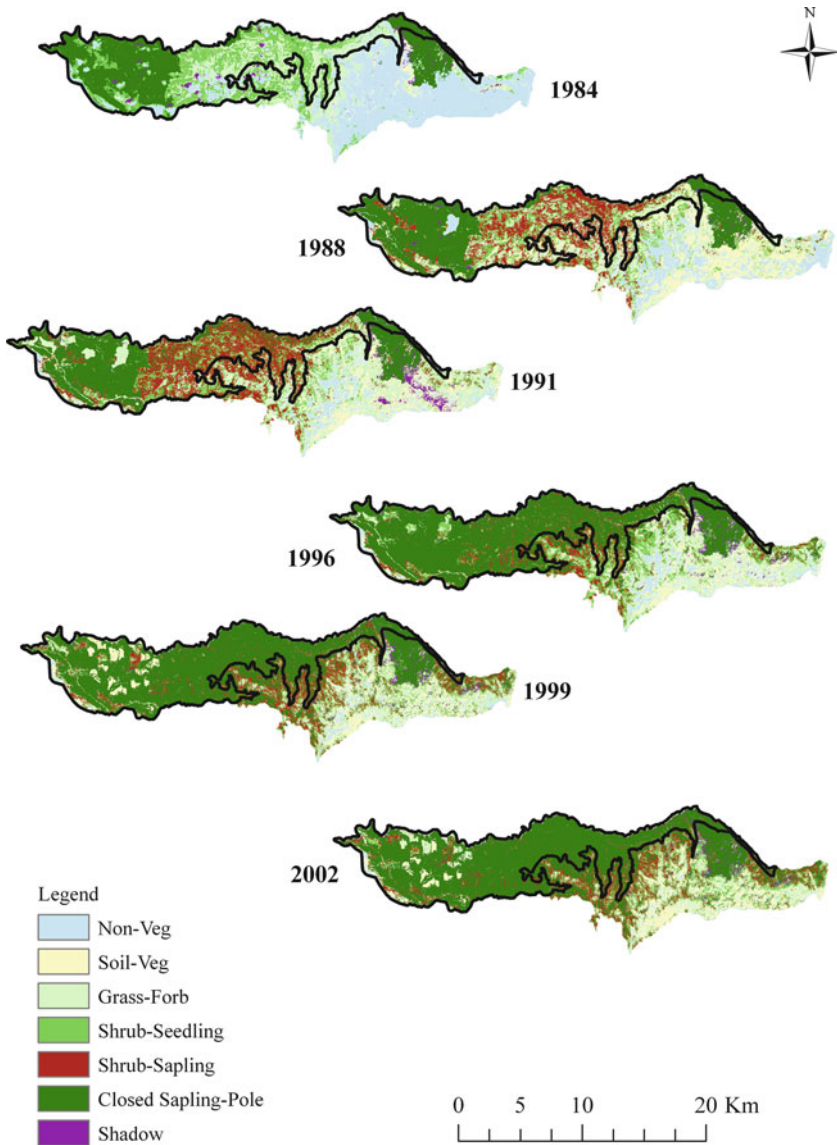 N
1984
1988
1991
1996
1999
2002
Legend
Non-Veg
Soil-Veg
Grass-Forb
Shrub-Seedling
Shrub-Sapling
Closed Sapling-Pole
Shadow
0 5 10 20 Km